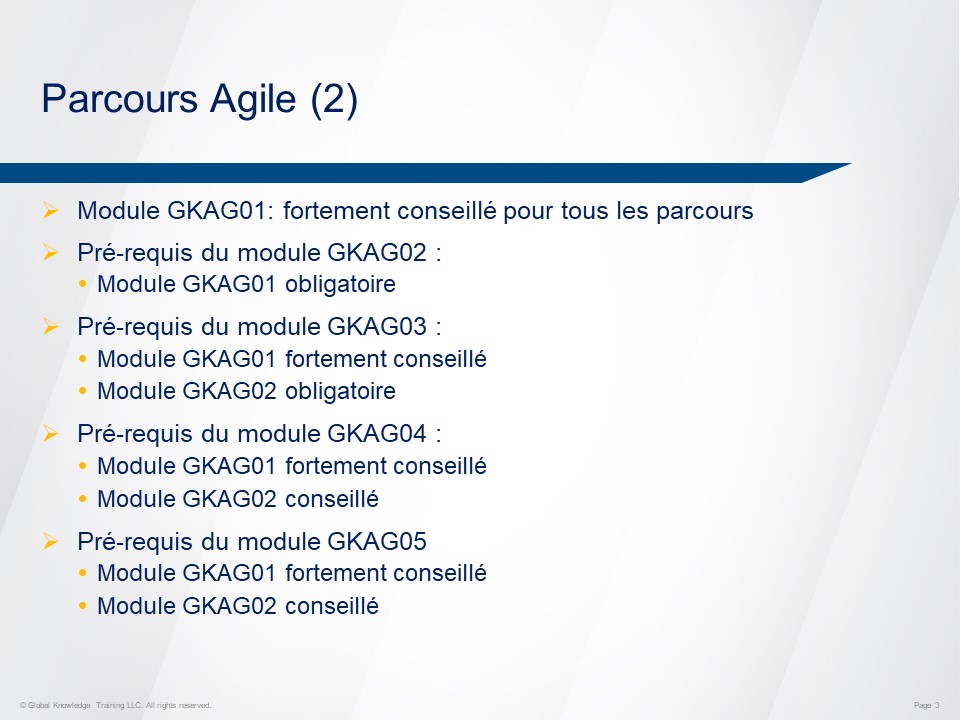 Parcours Agile (2)
Module GKAG01: fortement conseillé pour tous les parcours
Pré-requis du module GKAG02 :
Module GKAG01 obligatoire
Pré-requis du module GKAG03 :
Module GKAG01 fortement conseillé
Module GKAG02 obligatoire
Pré-requis du module GKAG04 :
Module GKAG01 fortement conseillé
Module GKAG02 conseillé
Pré-requis du module GKAG05
Module GKAG01 fortement conseillé
Module GKAG02 conseillé
© Global Knowledge Training LLC. All rights reserved.
Page 3